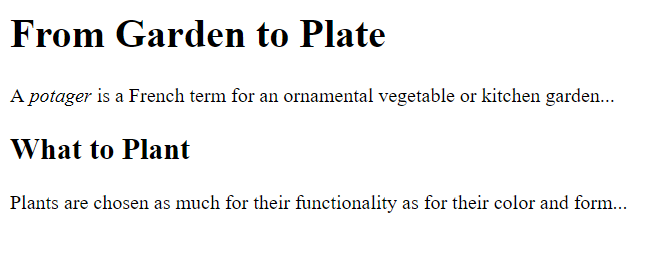 From Garden to Plate
A potager is a French term for an ornamental vegetable or kitchen garden...
What to Plant
Plants are chosen as much for their functionality as for their color and form...